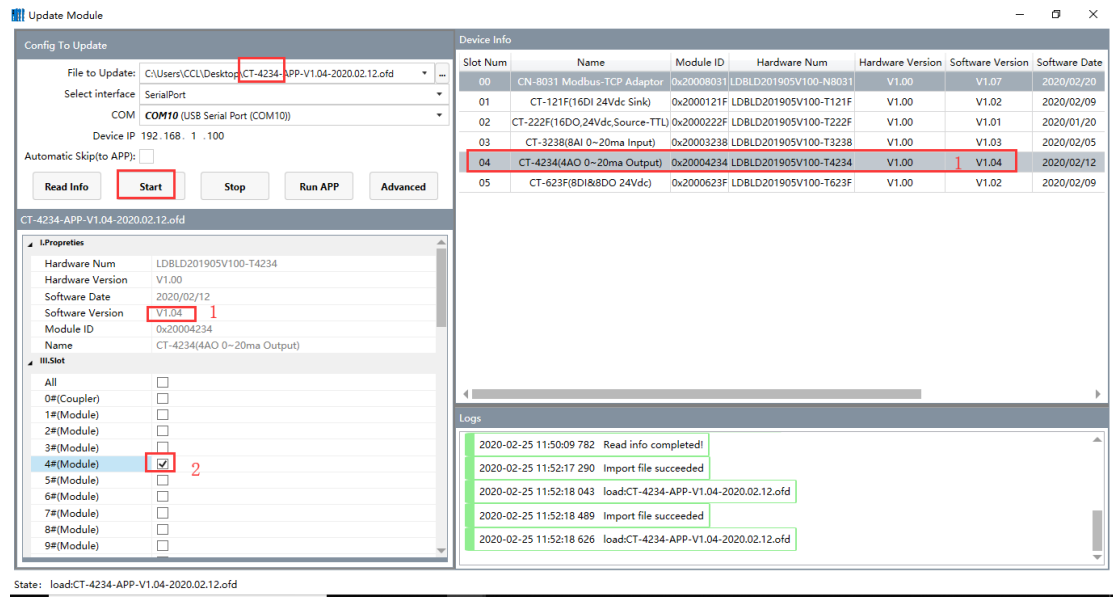 Update Module
Config To Update
File to Update: C:\Users\CCL\Desktop\CT-4234-APP-V1.04-2020.02.12.ofd ...
Select interface SerialPort
COM COM10 (USB Serial Port (COM10))
Device IP 192.168. 1 .100
Automatic Skip(to APP):
Read Info Start Stop Run APP Advanced
CT-4234-APP-V1.04-2020.02.12.ofd
I.Propreties
Hardware Num LDBLD201905V100-T4234
Hardware Version V1.00
Software Date 2020/02/12
Software Version V1.04 1
Module ID 0x20004234
Name CT-4234(4AO 0~20ma Output)
III.Slot
All
0#(Coupler)
1#(Module)
2#(Module)
3#(Module)
4#(Module) 2
5#(Module)
6#(Module)
7#(Module)
8#(Module)
9#(Module)
Device Info
Slot Num Name Module ID Hardware Num Hardware Version Software Version Software Date
00 CN-8031 Modbus-TCP Adaptor 0x20008031 LDBLD201905V100-N8031 V1.00 V1.07 2020/02/20
01 CT-121F(16DI 24Vdc Sink) 0x2000121F LDBLD201905V100-T121F V1.00 V1.02 2020/02/09
02 CT-222F(16DO,24Vdc,Source-TTL) 0x2000222F LDBLD201905V100-T222F V1.00 V1.01 2020/01/20
03 CT-3238(8AI 0~20ma Input) 0x20003238 LDBLD201905V100-T3238 V1.00 V1.03 2020/02/05
04 CT-4234(4AO 0~20ma Output) 0x20004234 LDBLD201905V100-T4234 V1.00 1 V1.04 2020/02/12
05 CT-623F(8DI&8DO 24Vdc) 0x2000623F LDBLD201905V100-T623F V1.00 V1.02 2020/02/09
Logs
2020-02-25 11:50:09 782 Read info completed!
2020-02-25 11:52:17 290 Import file succeeded
2020-02-25 11:52:18 043 load:CT-4234-APP-V1.04-2020.02.12.ofd
2020-02-25 11:52:18 489 Import file succeeded
2020-02-25 11:52:18 626 load:CT-4234-APP-V1.04-2020.02.12.ofd
State: load:CT-4234-APP-V1.04-2020.02.12.ofd